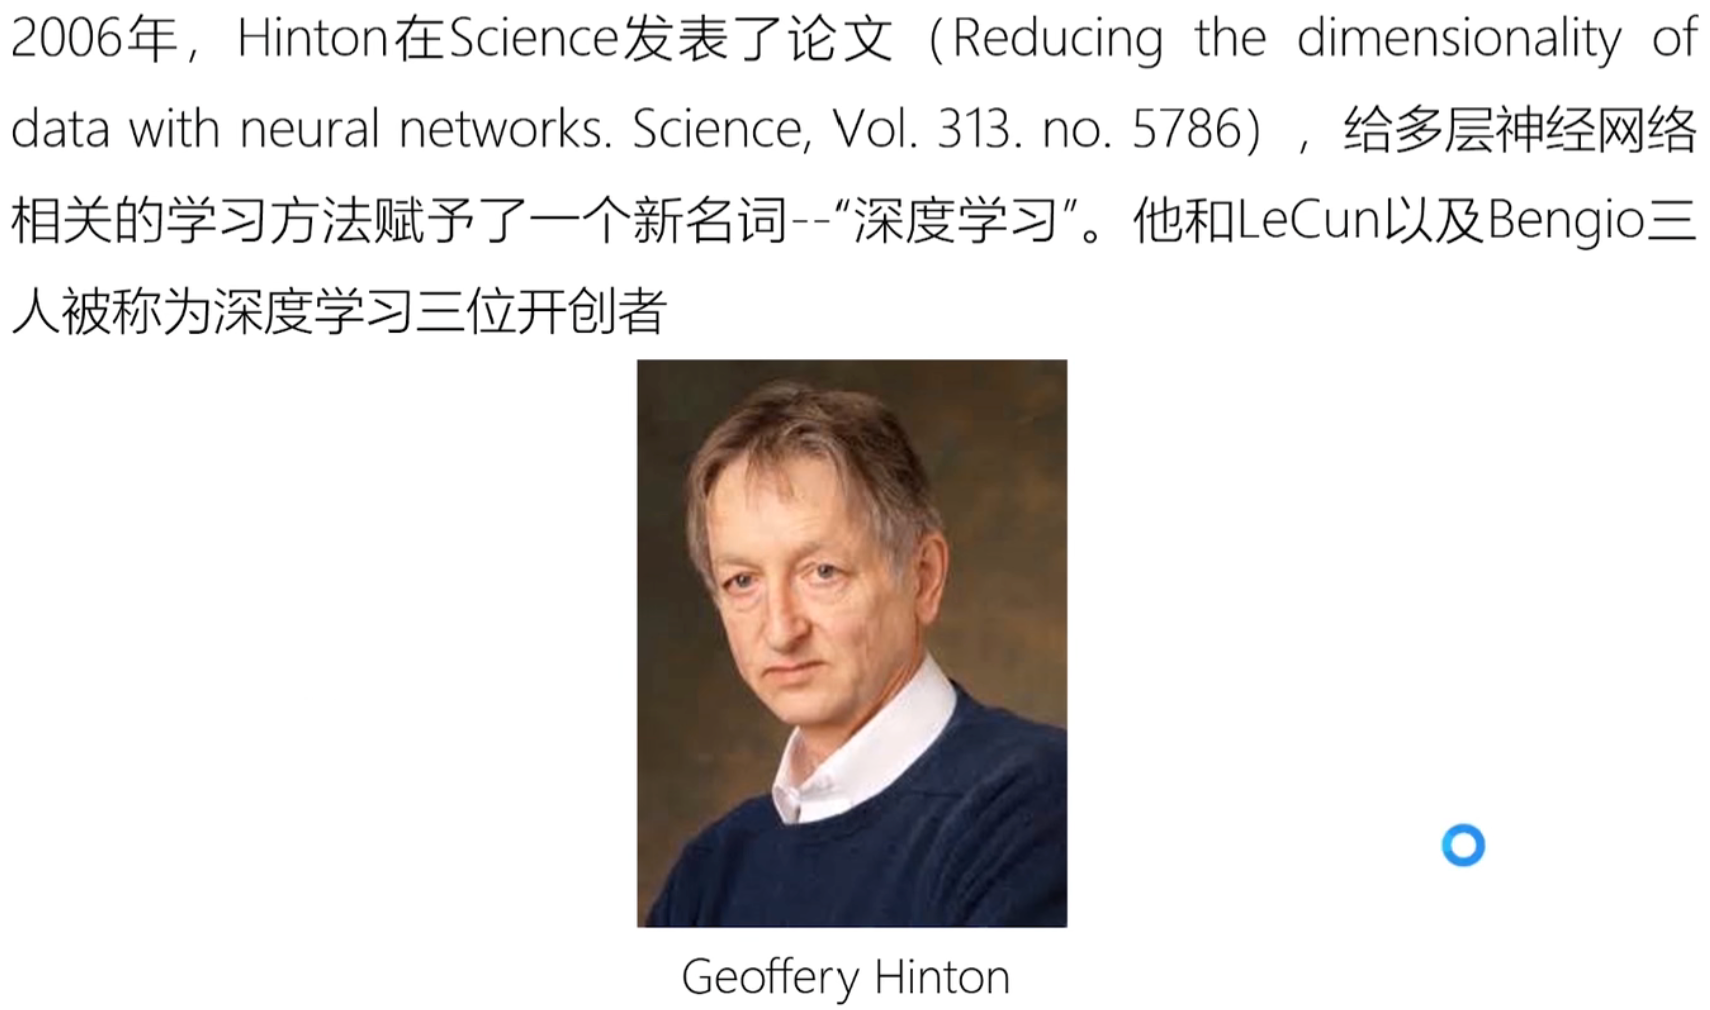 2006年，Hinton在Science发表了论文（Reducing the dimensionality of
data with neural networks. Science, Vol. 313. no. 5786），给多层神经网络
相关的学习方法赋予了一个新名词--“深度学习”。他和LeCun以及Bengio三
人被称为深度学习三位开创者
Geoffery Hinton